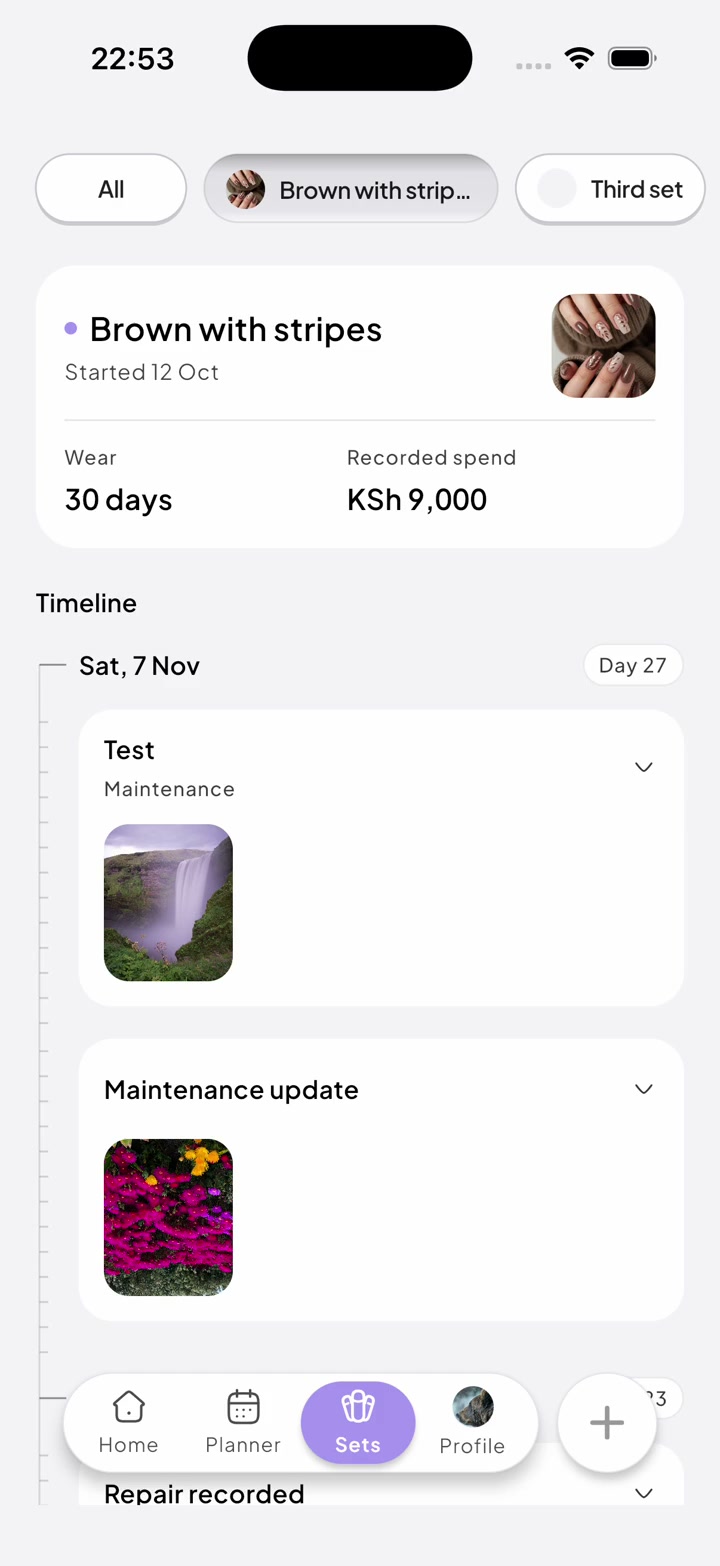 22:53
All
Brown with strip...
Third set
Brown with stripes
Started 12 Oct
Wear
Recorded spend
30 days
KSh 9,000
Timeline
Sat, 7 Nov
Day 27
Test
Maintenance
Maintenance update
Home
Planner
Sets
Profile
Repair recorded